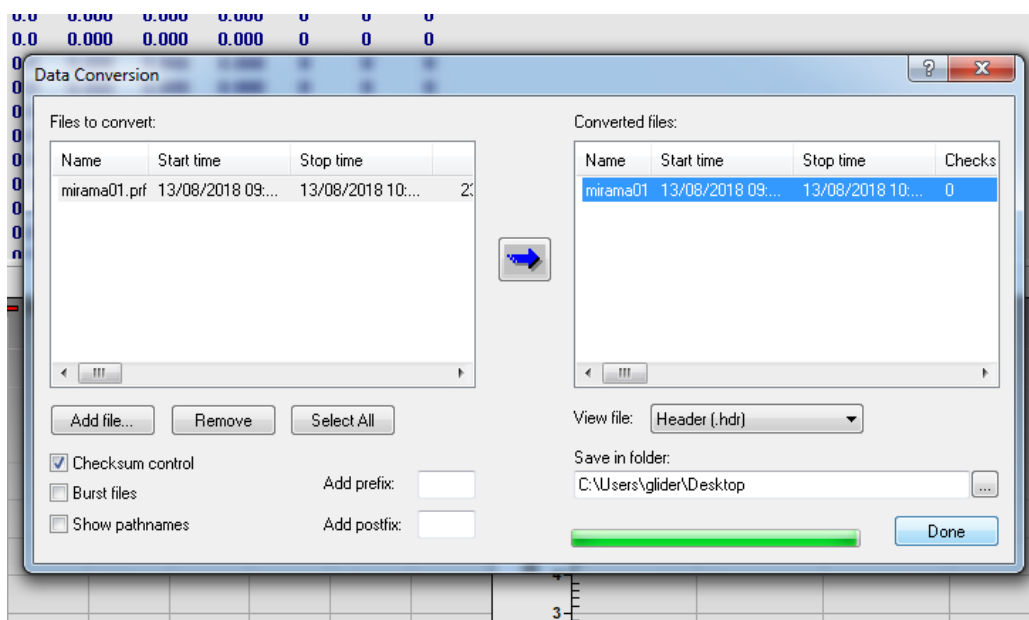 0.0 0.000 0.000 0.000 0 0 0
0.0 0.000 0.000 0.000 0 0 0
Data Conversion
Files to convert:
Name Start time Stop time
mirama01.prf 13/08/2018 09:... 13/08/2018 10:...
Converted files:
Name Start time Stop time Checks
mirama01 13/08/2018 09:... 13/08/2018 10:... 0
Add file... Remove Select All
Checksum control
Burst files
Show pathnames
Add prefix:
Add postfix:
View file: Header (.hdr)
Save in folder:
C:\Users\glider\Desktop
...
Done
3